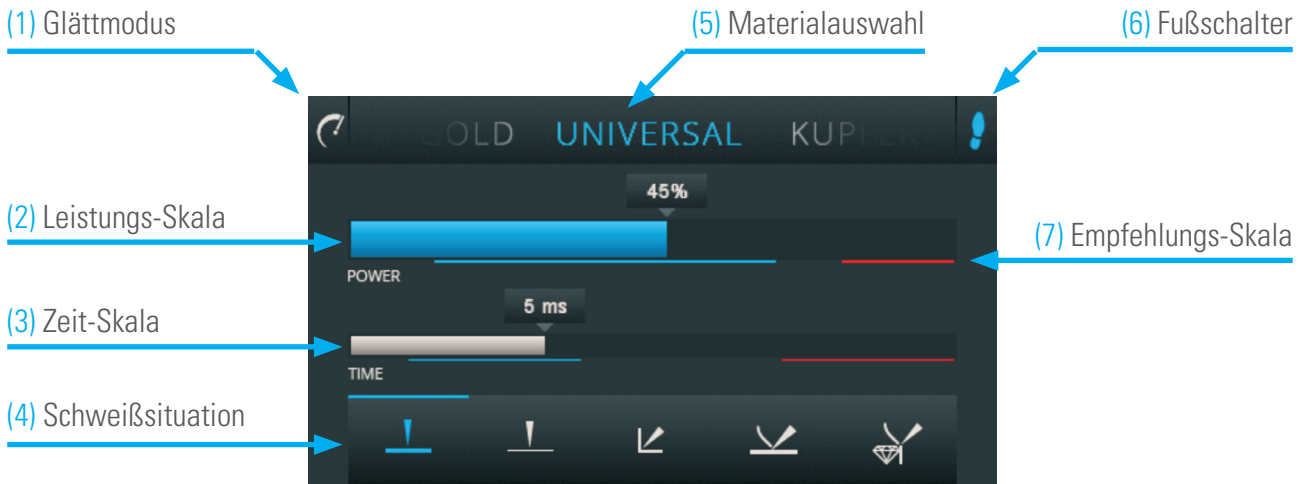 (1) Glättmodus
(5) Materialauswahl
(6) Fußschalter
GOLD UNIVERSAL KUPFER
45%
(2) Leistungs-Skala
(7) Empfehlungs-Skala
POWER
5 ms
(3) Zeit-Skala
TIME
(4) Schweißsituation